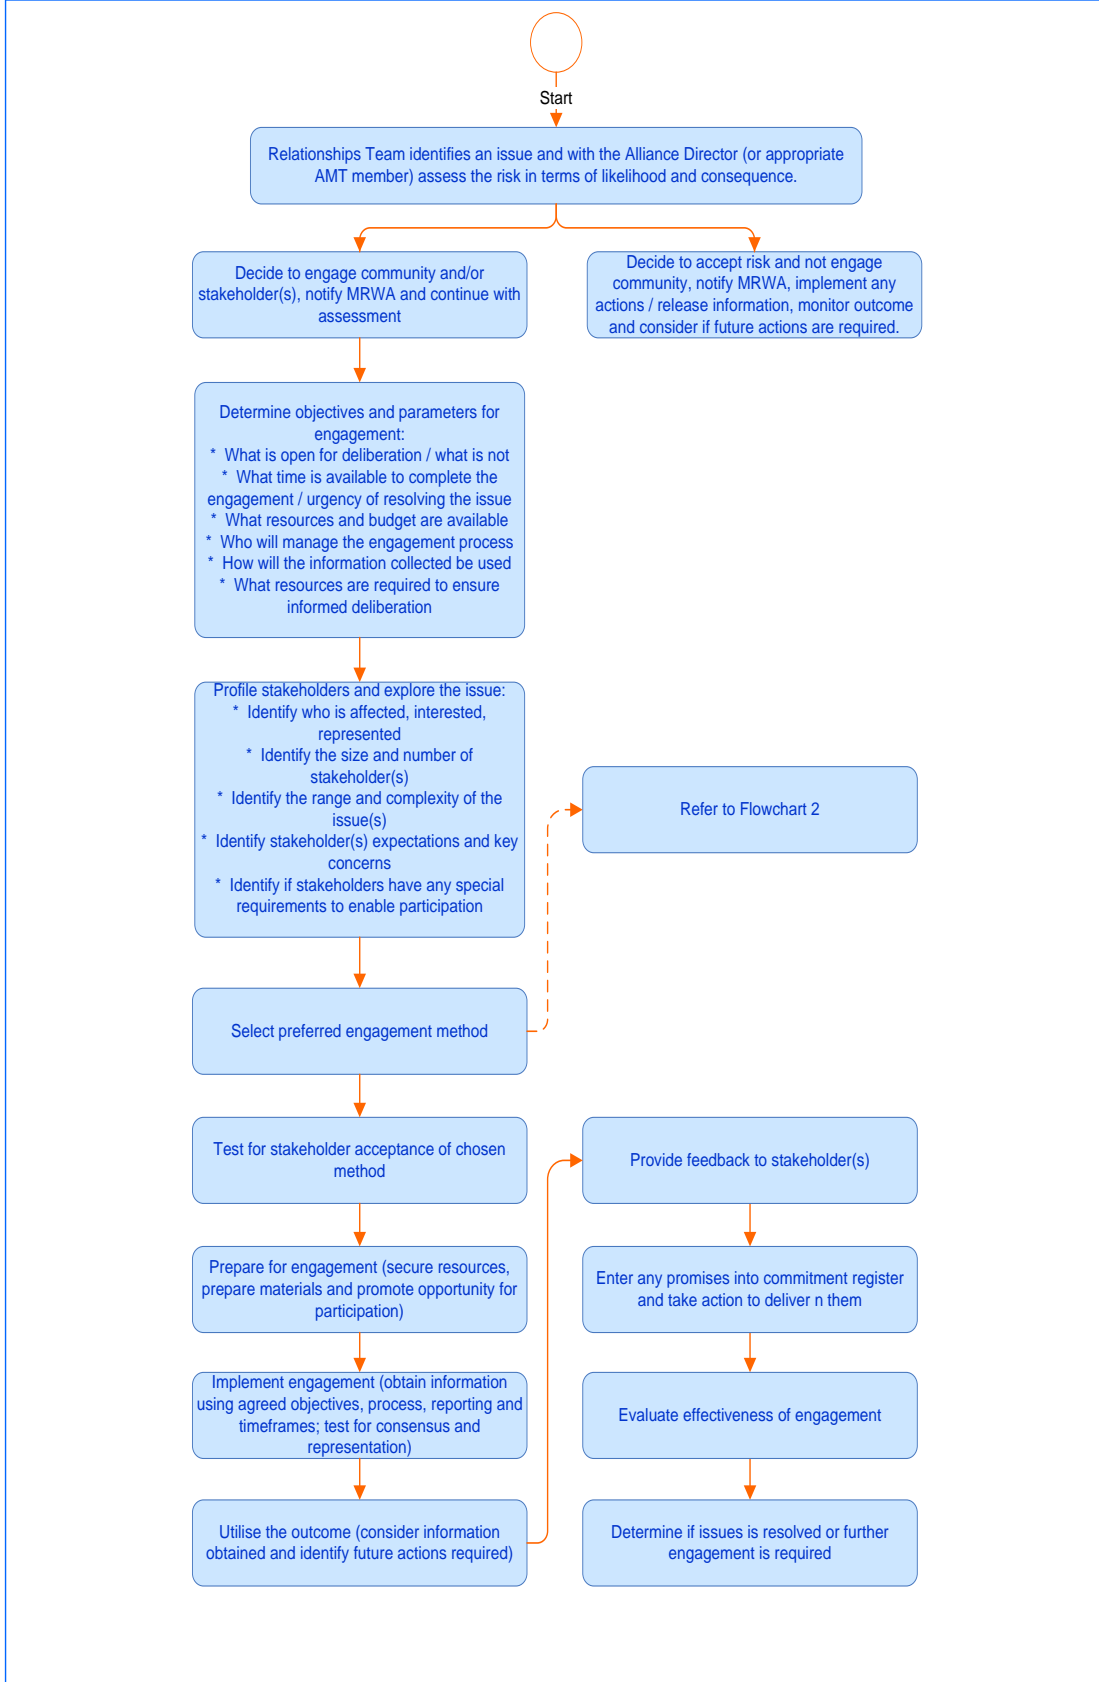 Start
Relationships Team identifies an issue and with the Alliance Director (or appropriate
AMT member) assess the risk in terms of likelihood and consequence.
Decide to engage community and/or
stakeholder(s), notify MRWA and continue with
assessment
Decide to accept risk and not engage
community, notify MRWA, implement any
actions / release information, monitor outcome
and consider if future actions are required.
Determine objectives and parameters for
engagement:
* What is open for deliberation / what is not
* What time is available to complete the
engagement / urgency of resolving the issue
* What resources and budget are available
* Who will manage the engagement process
* How will the information collected be used
* What resources are required to ensure
informed deliberation
Profile stakeholders and explore the issue:
* Identify who is affected, interested,
represented
* Identify the size and number of
stakeholder(s)
* Identify the range and complexity of the
issue(s)
* Identify stakeholder(s) expectations and key
concerns
* Identify if stakeholders have any special
requirements to enable participation
Refer to Flowchart 2
Select preferred engagement method
Test for stakeholder acceptance of chosen
method
Prepare for engagement (secure resources,
prepare materials and promote opportunity for
participation)
Implement engagement (obtain information
using agreed objectives, process, reporting and
timeframes; test for consensus and
representation)
Utilise the outcome (consider information
obtained and identify future actions required)
Provide feedback to stakeholder(s)
Enter any promises into commitment register
and take action to deliver n them
Evaluate effectiveness of engagement
Determine if issues is resolved or further
engagement is required